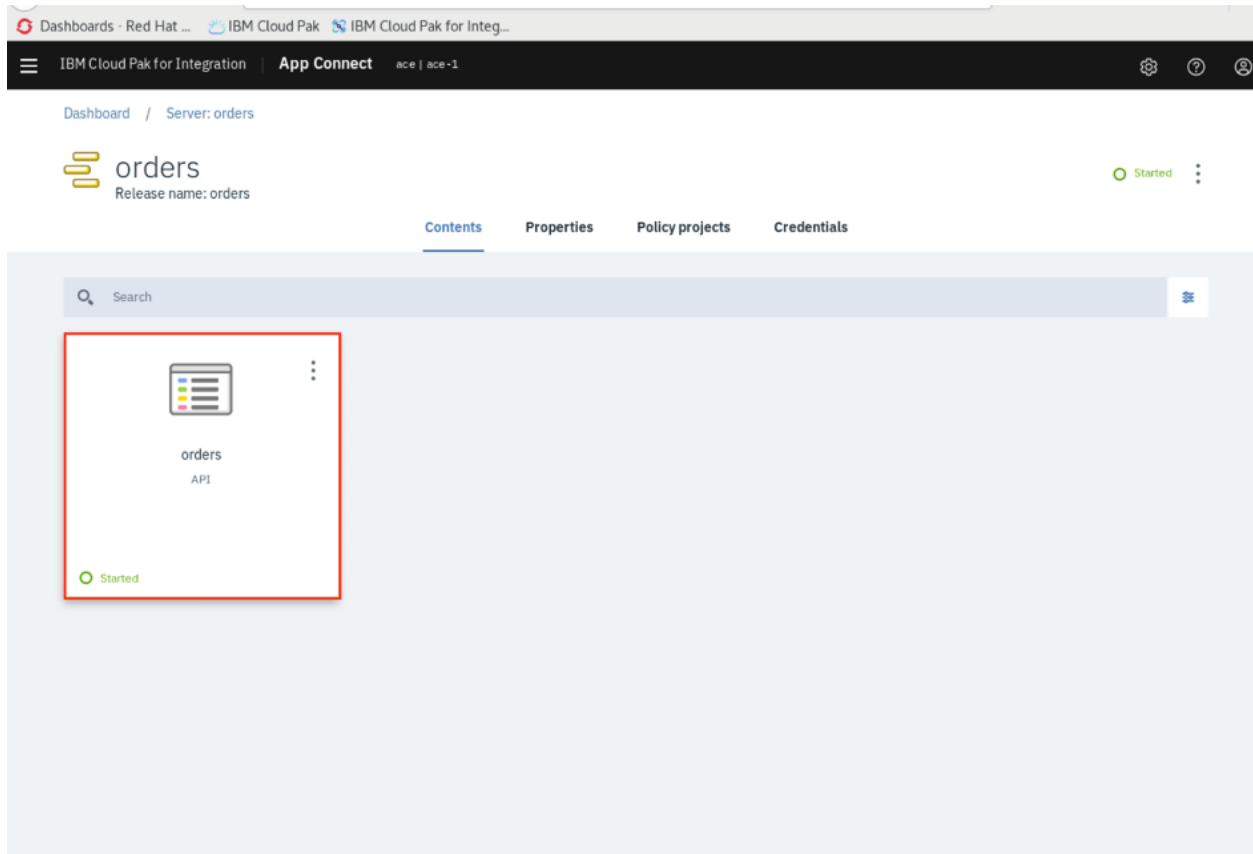 Dashboards - Red Hat ... IBM Cloud Pak IBM Cloud Pak for Integ...
IBM Cloud Pak for Integration | App Connect ace | ace-1
Dashboard / Server: orders
orders
Release name: orders
Started
Contents Properties Policy projects Credentials
Search
orders
API
Started